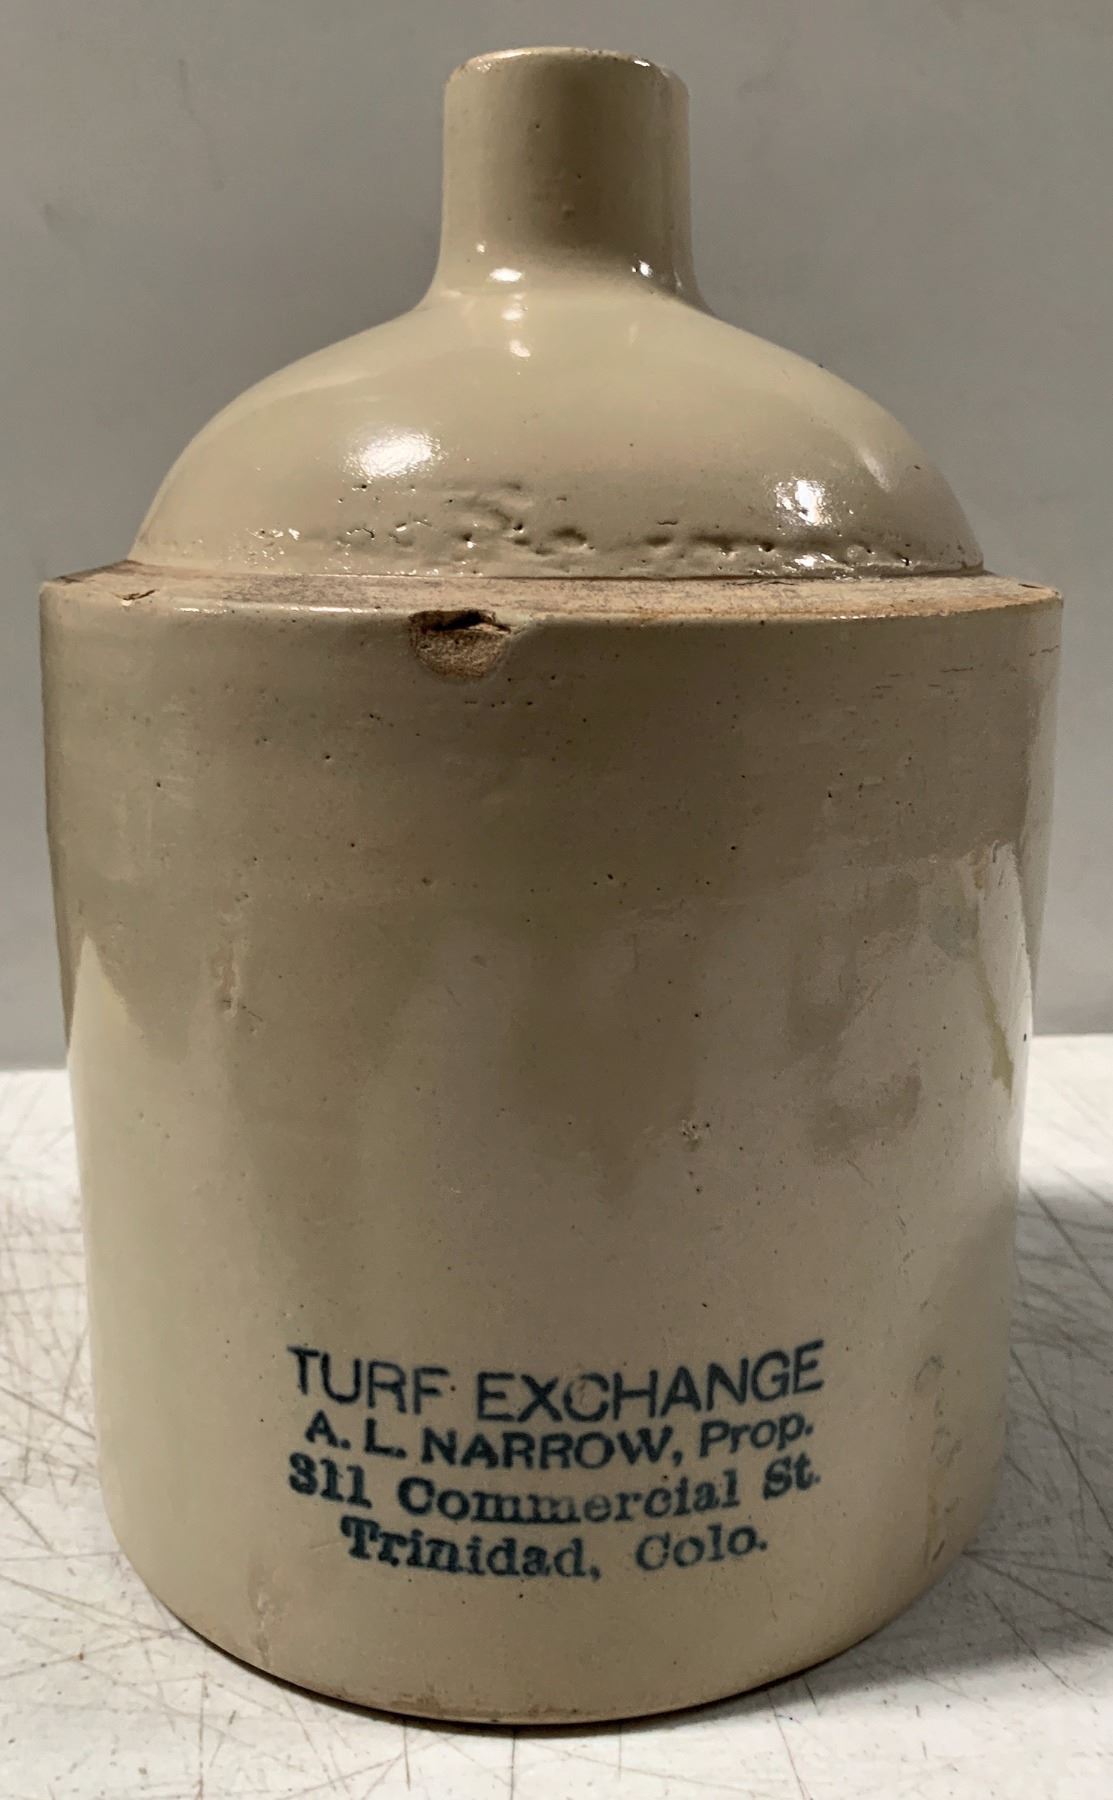 TURF EXCHANGE
A. L. NARROW, Prop.
311 Commercial St.
Trinidad, Colo.